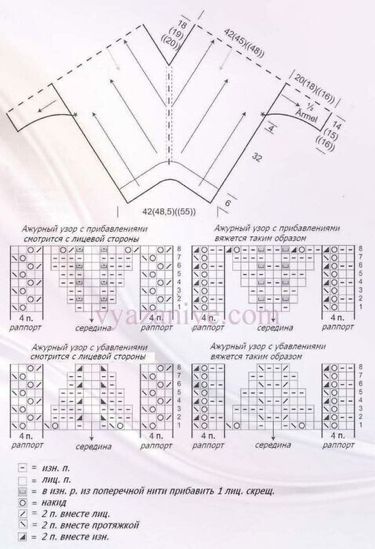 18
(19)
((20))
42(45)((48))
20(18)((16))
½
Ärmel
14
(15)
((16))
4
32
6
42(48,5)((55))
Ажурный узор с прибавлениями
смотрится с лицевой стороны
Ажурный узор с прибавлениями
вяжется таким образом
8
7
6
5
4
3
2
1
8
7
6
5
4
3
2
1
4 п.
раппорт
середина
4 п.
раппорт
4 п.
раппорт
середина
4 п.
раппорт
vyazhivs.com
Ажурный узор с убавлениями
смотрится с лицевой стороны
Ажурный узор с убавлениями
вяжется таким образом
8
7
6
5
4
3
2
1
8
7
6
5
4
3
2
1
4 п.
раппорт
середина
4 п.
раппорт
4 п.
раппорт
середина
4 п.
раппорт
= изн. п.
= лиц. п.
= в изн. р. из поперечной нити прибавить 1 лиц. скрещ.
= накид
= 2 п. вместе лиц.
= 2 п. вместе протяжкой
= 2 п. вместе изн.